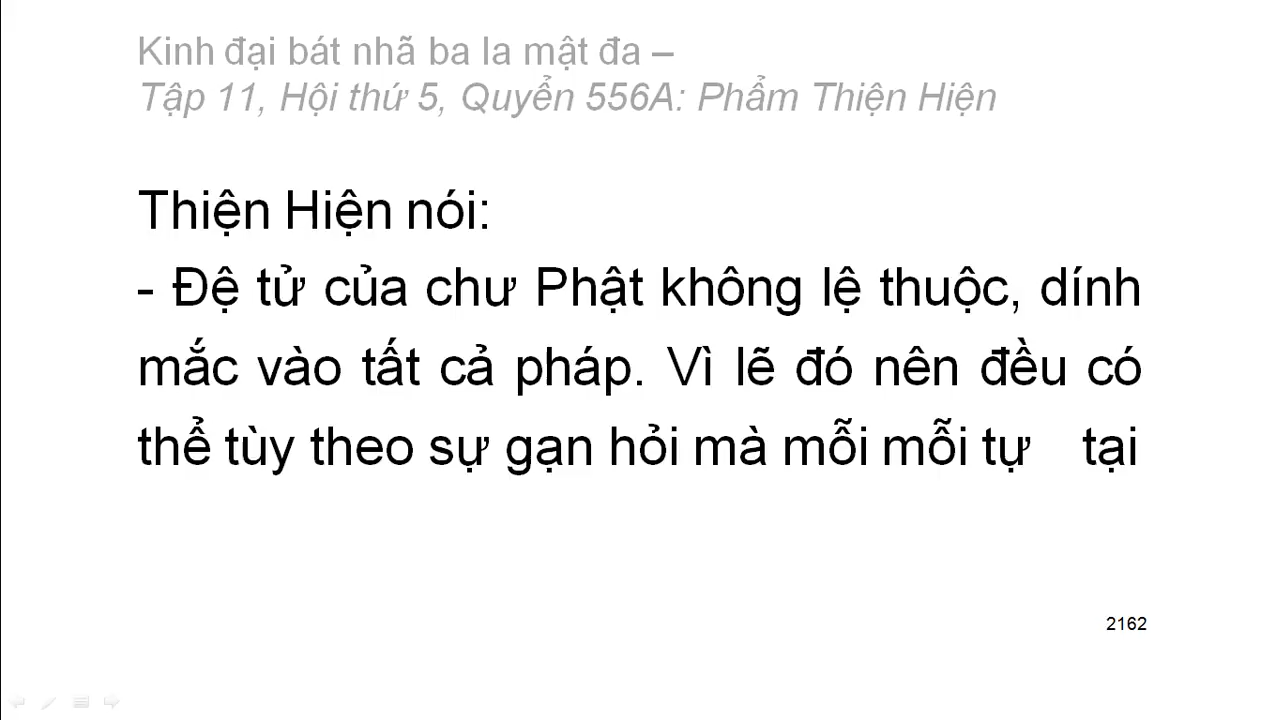 Kinh đại bát nhã ba la mật đa –
Tập 11, Hội thứ 5, Quyển 556A: Phẩm Thiện Hiện
Thiện Hiện nói:
- Đệ tử của chư Phật không lệ thuộc, dính
mắc vào tất cả pháp. Vì lẽ đó nên đều có
thể tùy theo sự gạn hỏi mà mỗi mỗi tự tại
2162